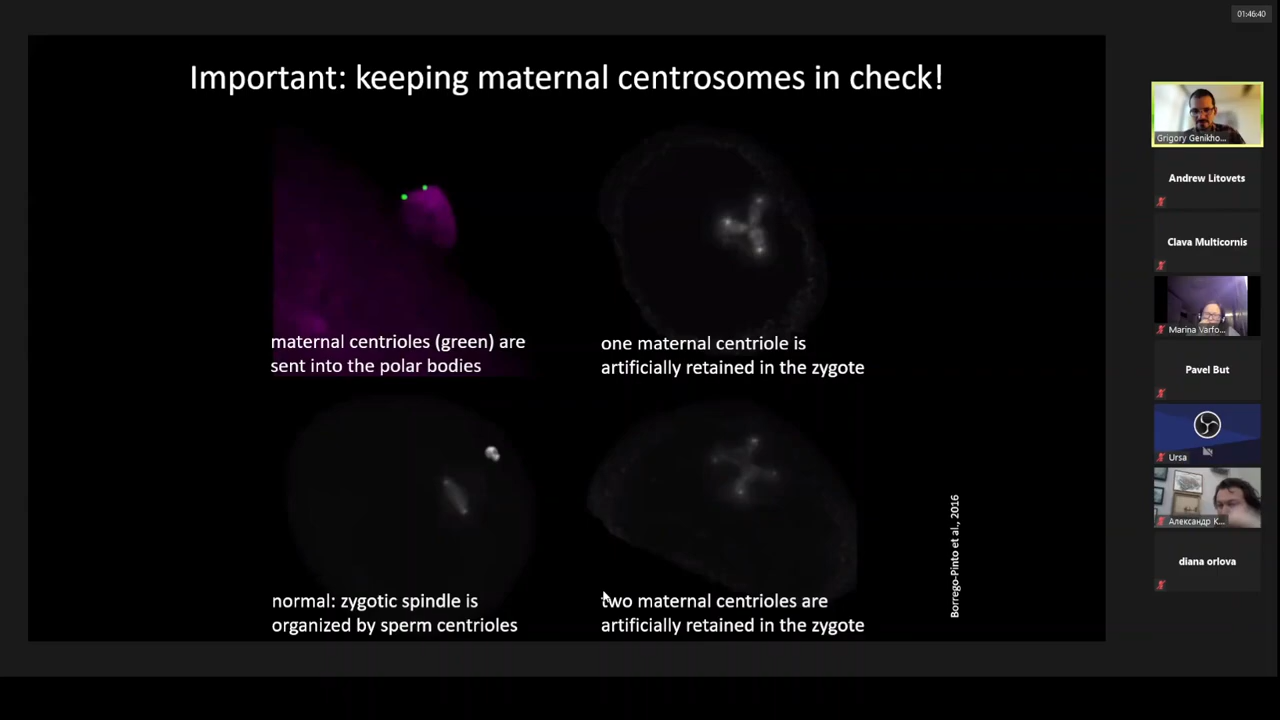 01:46:40
Important: keeping maternal centrosomes in check!
maternal centrioles (green) are
sent into the polar bodies
one maternal centriole is
artificially retained in the zygote
normal: zygotic spindle is
organized by sperm centrioles
two maternal centrioles are
artificially retained in the zygote
Borrego-Pinto et al., 2016
Grigory Genikho...
Andrew Litovets
Clava Multicornis
Marina Varfo...
Pavel But
Ursa
Александр К...
diana orlova